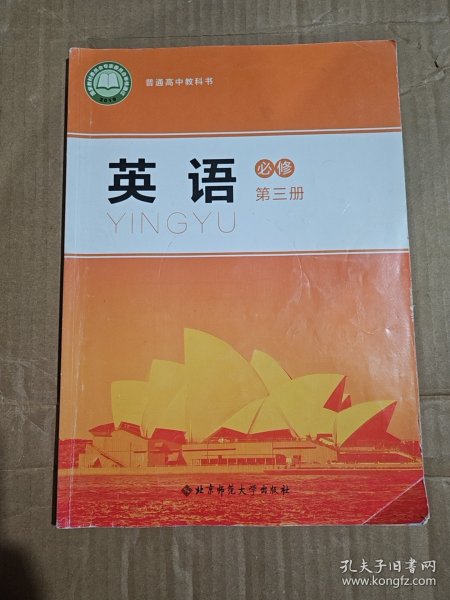 2019
普通高中教科书
英语
必修
第三册
YINGYU
北京师范大学出版社
孔夫子旧书网
www.kongfz.com